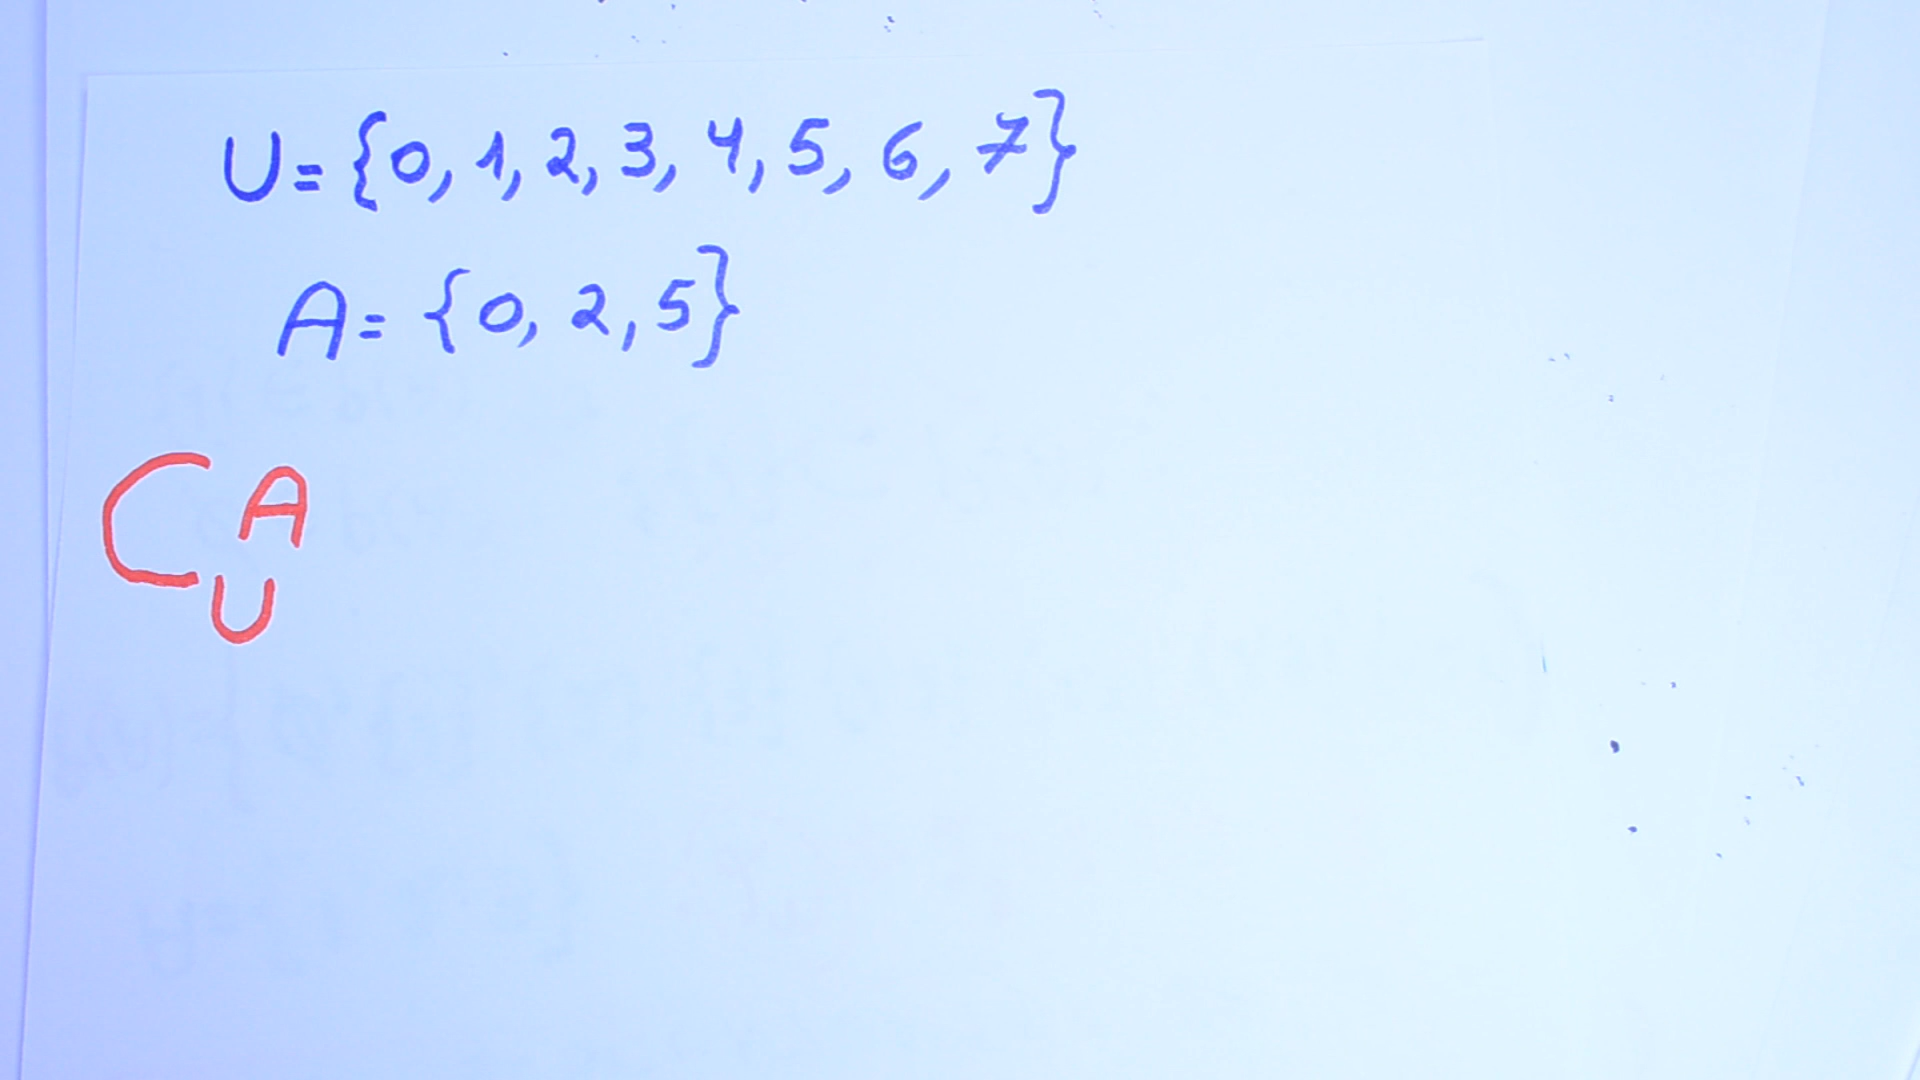 U = {0, 1, 2, 3, 4, 5, 6, 7}
A = {0, 2, 5}
C A
U